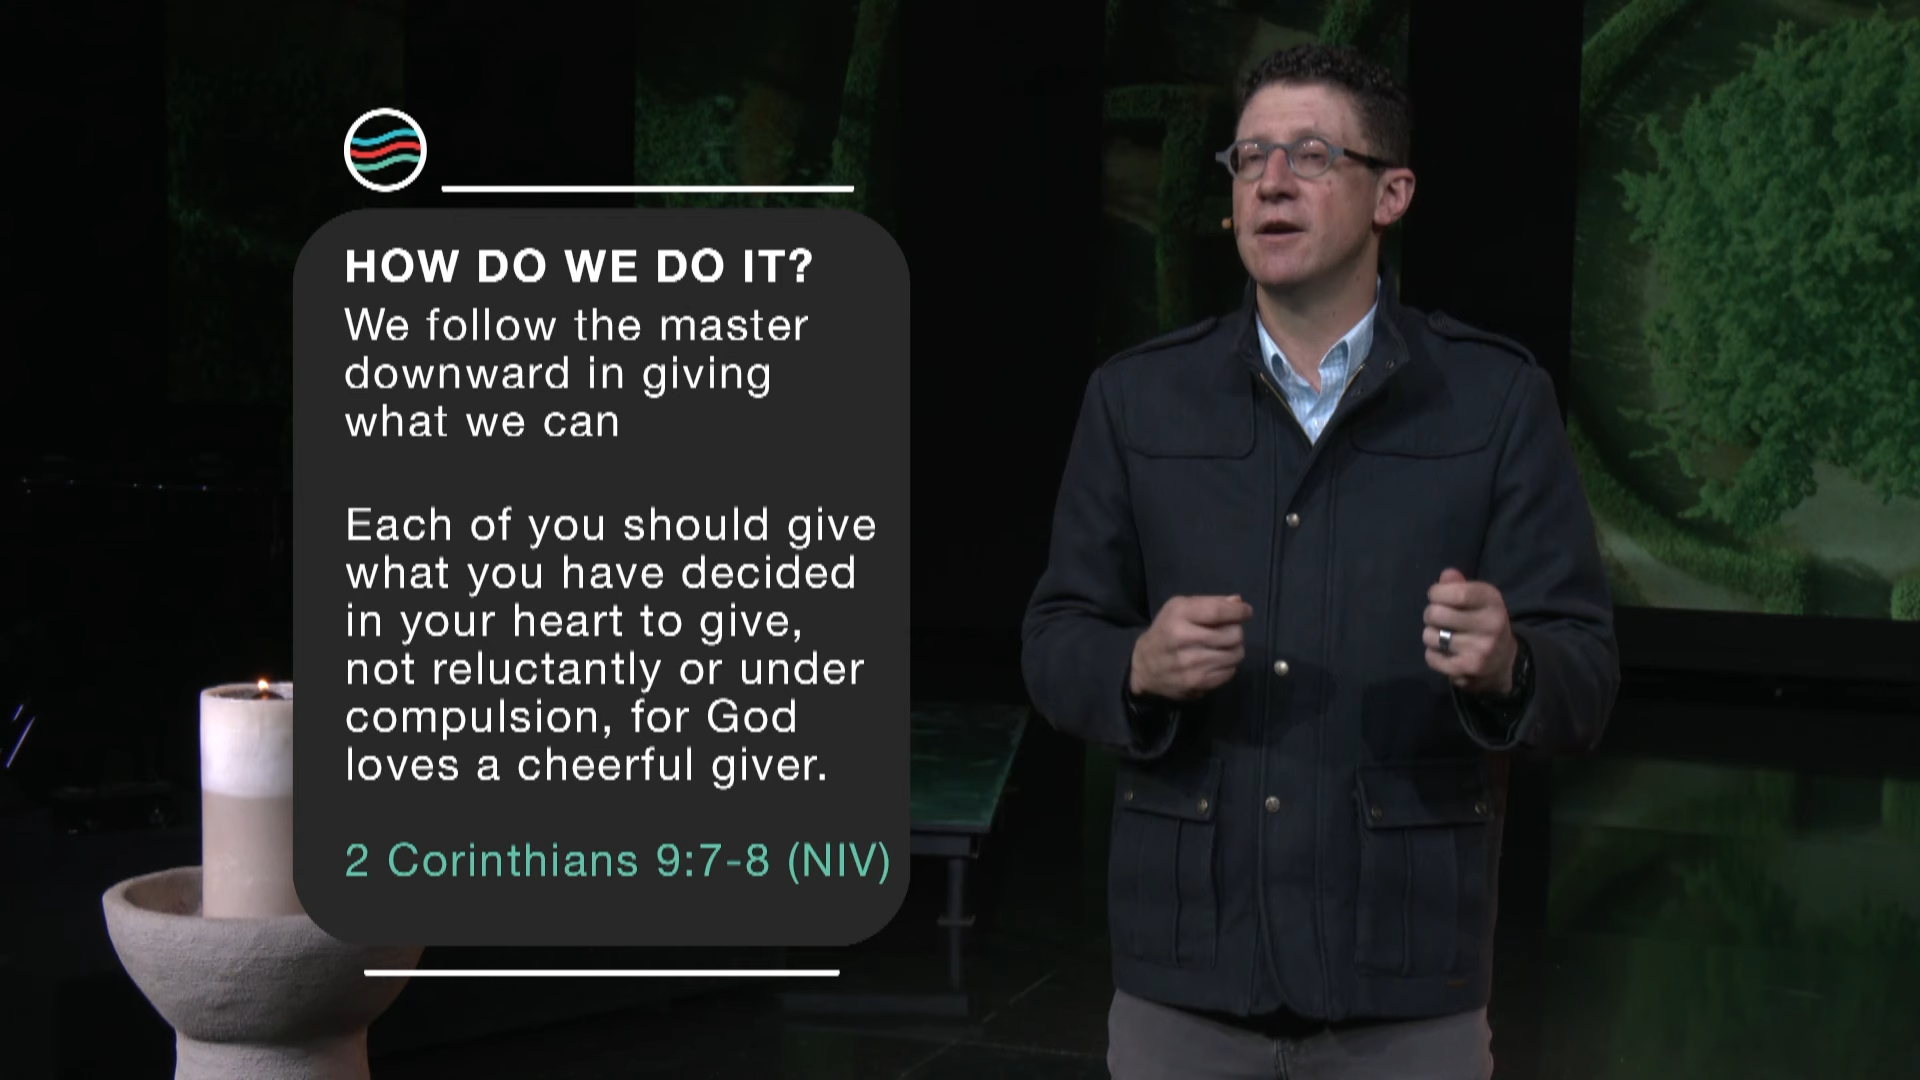 HOW DO WE DO IT?
We follow the master
downward in giving
what we can
Each of you should give
what you have decided
in your heart to give,
not reluctantly or under
compulsion, for God
loves a cheerful giver.
2 Corinthians 9:7-8 (NIV)